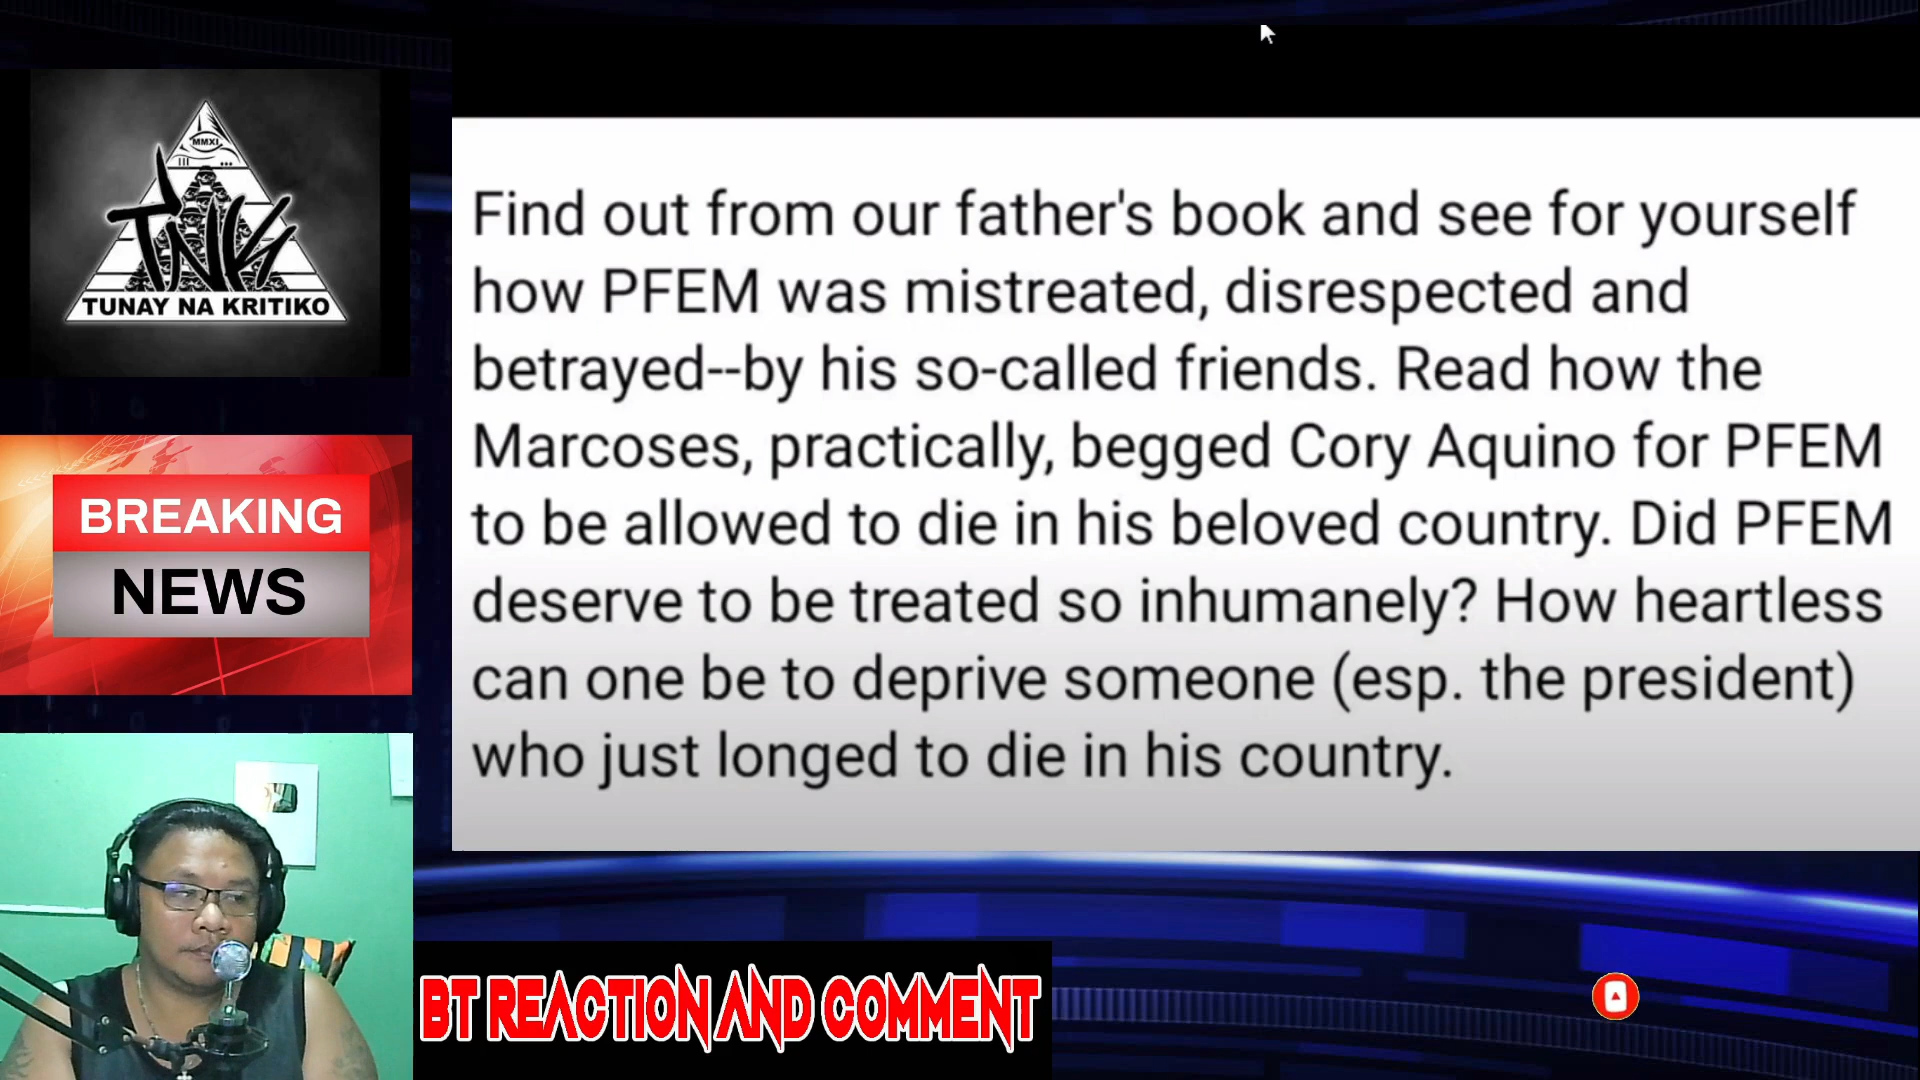 MMXI
TNK
TUNAY NA KRITIKO
BREAKING
NEWS
Find out from our father's book and see for yourself
how PFEM was mistreated, disrespected and
betrayed--by his so-called friends. Read how the
Marcoses, practically, begged Cory Aquino for PFEM
to be allowed to die in his beloved country. Did PFEM
deserve to be treated so inhumanely? How heartless
can one be to deprive someone (esp. the president)
who just longed to die in his country.
BT REACTION AND COMMENT